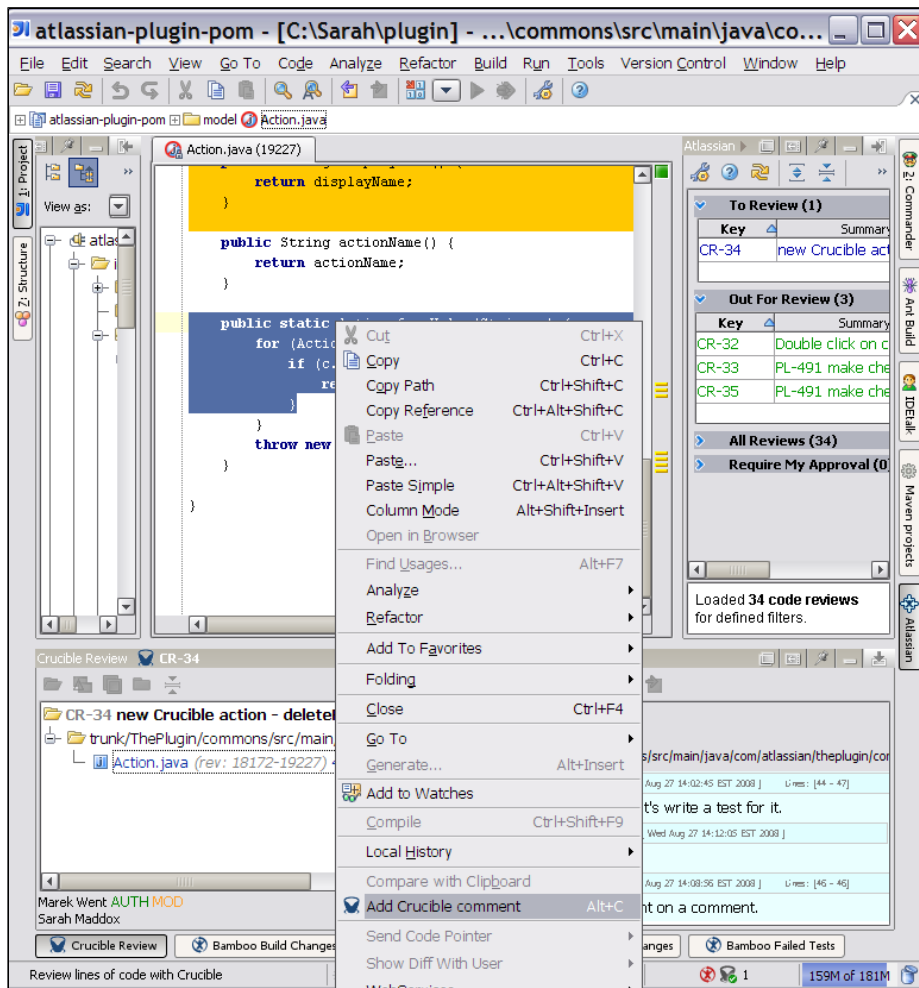 atlassian-plugin-pom - [C:\Sarah\plugin] - ...\commons\src\main\java\co...
File Edit Search View Go To Code Analyze Refactor Build Run Tools Version Control Window Help
atlassian-plugin-pom model Action.java
1: Project
Z: Structure
View as:
atlas
Action.java (19227)
return displayName;
}
public String actionName() {
return actionName;
}
public static
for (Actio
if (c.
re
}
}
throw new
}
}
Cut Ctrl+X
Copy Ctrl+C
Copy Path Ctrl+Shift+C
Copy Reference Ctrl+Alt+Shift+C
Paste Ctrl+V
Paste... Ctrl+Shift+V
Paste Simple Ctrl+Alt+Shift+V
Column Mode Alt+Shift+Insert
Open in Browser
Find Usages... Alt+F7
Analyze
Refactor
Add To Favorites
Folding
Close Ctrl+F4
Go To
Generate... Alt+Insert
Add to Watches
Compile Ctrl+Shift+F9
Local History
Compare with Clipboard
Add Crucible comment Alt+C
Send Code Pointer
Show Diff With User
WebServices
Atlassian
To Review (1)
Key Summary
CR-34 new Crucible act
Out For Review (3)
Key Summary
CR-32 Double click on c
CR-33 PL-491 make che
CR-35 PL-491 make che
All Reviews (34)
Require My Approval (0)
Loaded 34 code reviews
for defined filters.
2: Commander
Ant Build
IDEtalk
Maven projects
Atlassian
Crucible Review CR-34
CR-34 new Crucible action - delete
trunk/ThePlugin/commons/src/main
Action.java (rev: 18172-19227)
Marek Went AUTH MOD
Sarah Maddox
s/src/main/java/com/atlassian/theplugin/cor
Aug 27 14:02:45 EST 2008 ] Lines: [44 - 47]
t's write a test for it.
Wed Aug 27 14:12:05 EST 2008 ]
Aug 27 14:08:56 EST 2008 ] Lines: [46 - 46]
nt on a comment.
Crucible Review Bamboo Build Changes anges Bamboo Failed Tests
Review lines of code with Crucible 1 159M of 181M